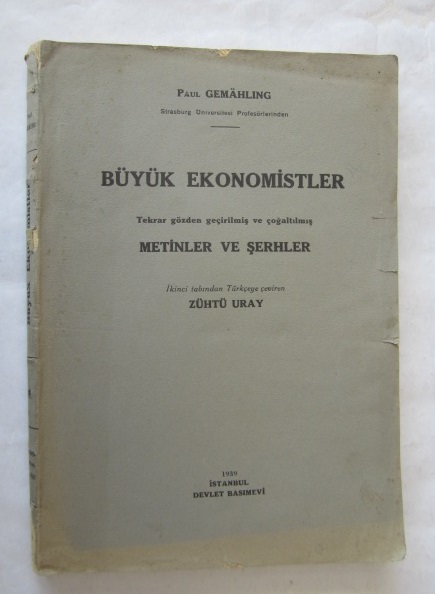 PAUL GEMÄHLING
Strasburg Üniversitesi Profesörlerinden
BÜYÜK EKONOMİSTLER
Tekrar gözden geçirilmiş ve çoğaltılmış
METİNLER VE ŞERHLER
İkinci tabından Türkçeye çeviren
ZÜHTÜ URAY
1939
İSTANBUL
DEVLET BASIMEVİ